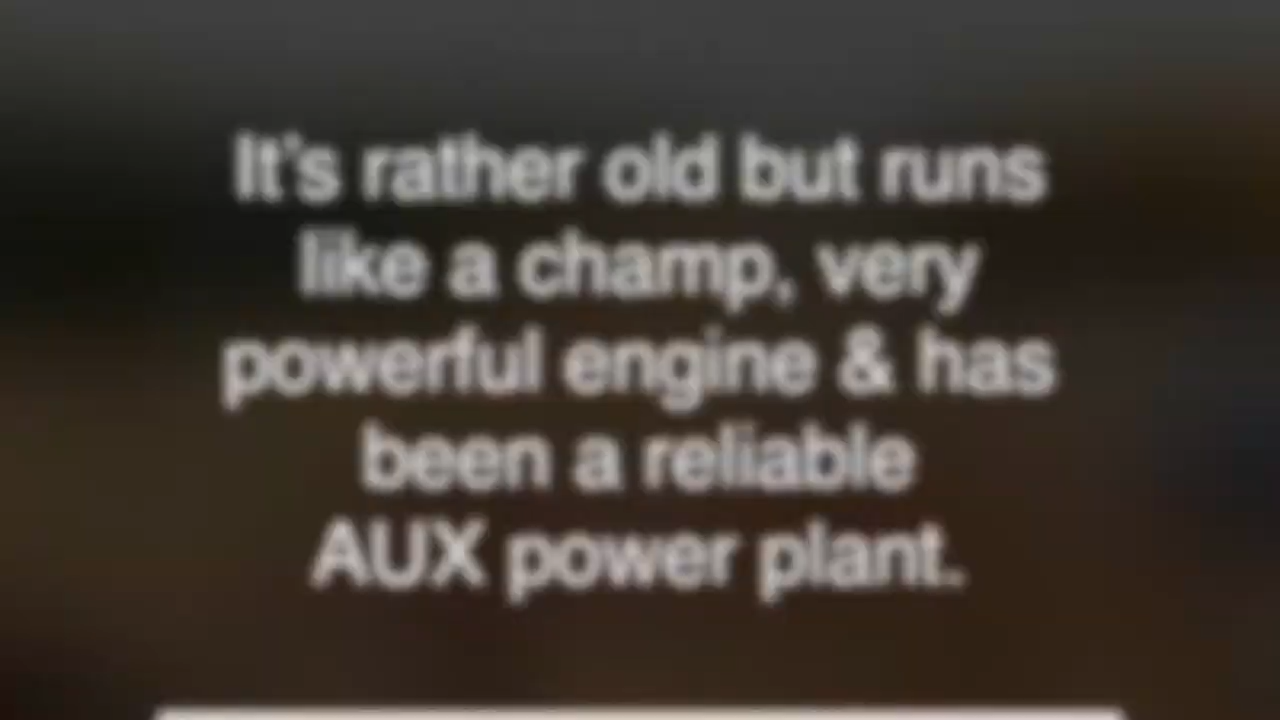 It's rather old but runs
like a champ, very
powerful engine & has
been a reliable
AUX power plant.